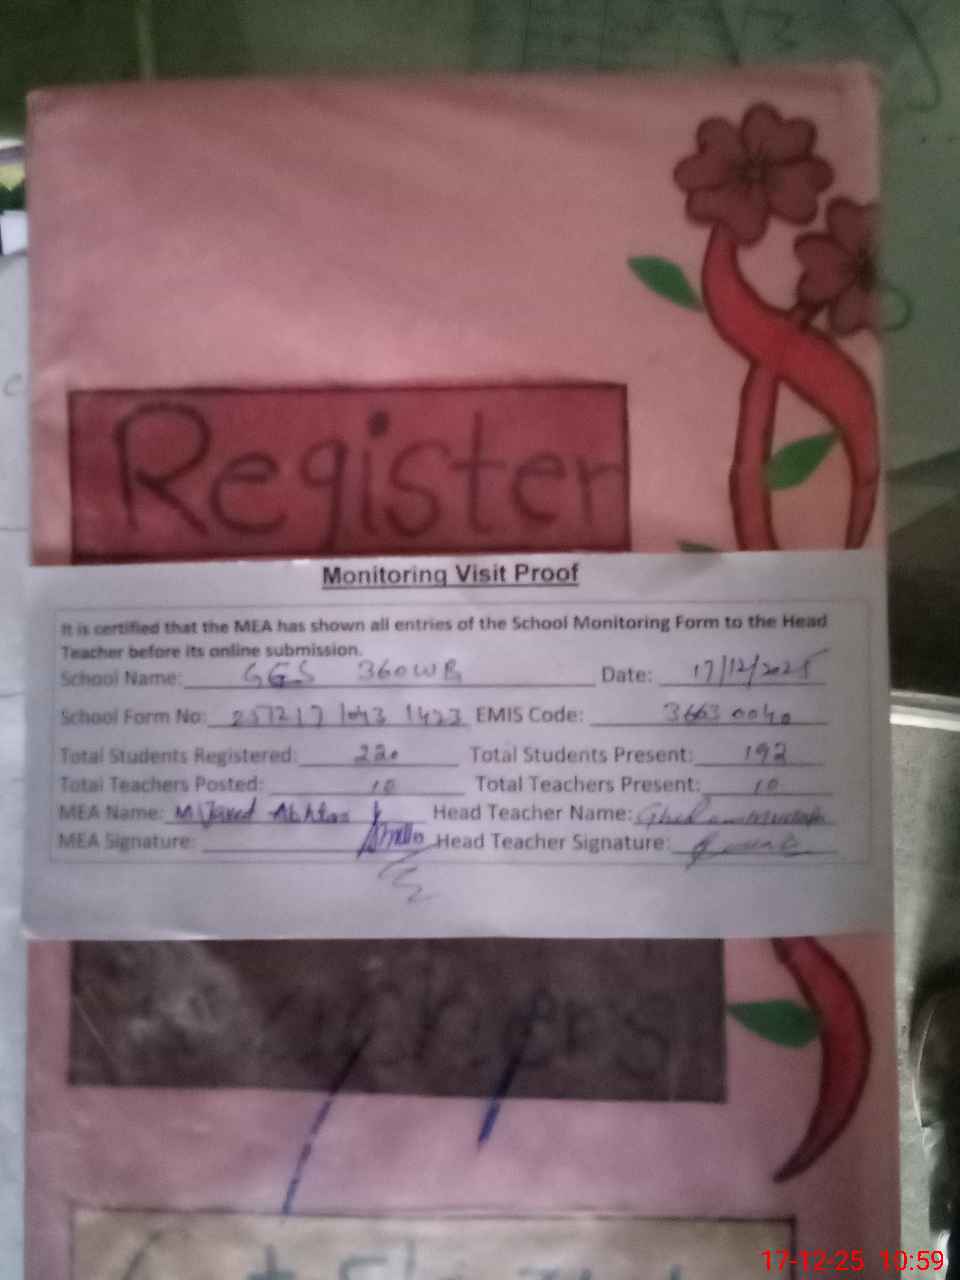 Register
Monitoring Visit Proof
It is certified that the MEA has shown all entries of the School Monitoring Form to the Head
Teacher before its online submission.
School Name: GGS 360WB Date: 17/12/2025
School Form No: EMIS Code: 3663 0040
Total Students Registered: 220 Total Students Present: 192
Total Teachers Posted: 10 Total Teachers Present: 10
MEA Name: Akhtar Head Teacher Name:
MEA Signature: Head Teacher Signature:
17-12-25 10:59